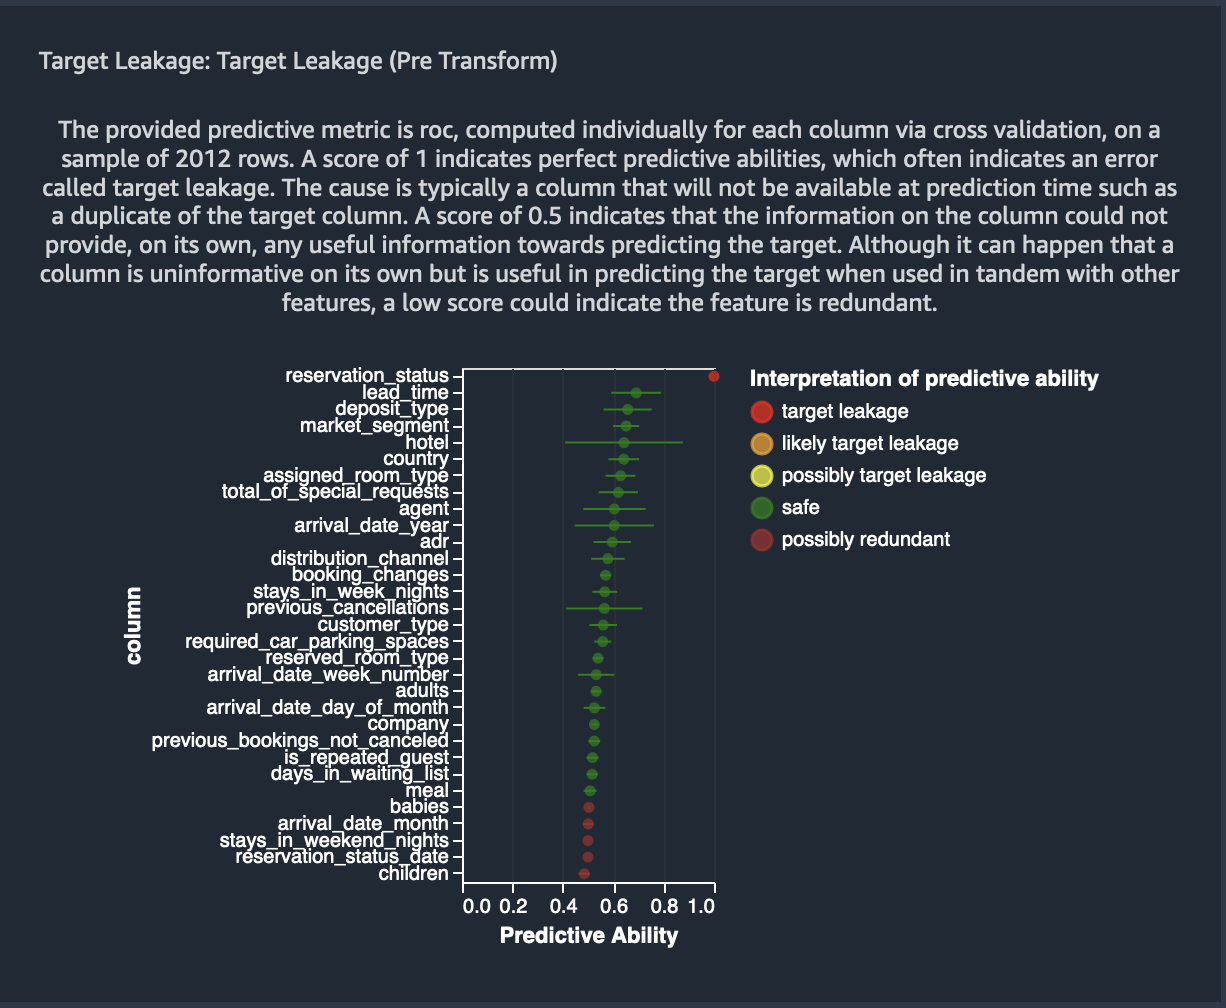 Target Leakage: Target Leakage (Pre Transform)
The provided predictive metric is roc, computed individually for each column via cross validation, on a
sample of 2012 rows. A score of 1 indicates perfect predictive abilities, which often indicates an error
called target leakage. The cause is typically a column that will not be available at prediction time such as
a duplicate of the target column. A score of 0.5 indicates that the information on the column could not
provide, on its own, any useful information towards predicting the target. Although it can happen that a
column is uninformative on its own but is useful in predicting the target when used in tandem with other
features, a low score could indicate the feature is redundant.
column
reservation_status
lead_time
deposit_type
market_segment
hotel
country
assigned_room_type
total_of_special_requests
agent
arrival_date_year
adr
distribution_channel
booking_changes
stays_in_week_nights
previous_cancellations
customer_type
required_car_parking_spaces
reserved_room_type
arrival_date_week_number
adults
arrival_date_day_of_month
company
previous_bookings_not_canceled
is_repeated_guest
days_in_waiting_list
meal
babies
arrival_date_month
stays_in_weekend_nights
reservation_status_date
children
0.0 0.2 0.4 0.6 0.8 1.0
Predictive Ability
Interpretation of predictive ability
target leakage
likely target leakage
possibly target leakage
safe
possibly redundant